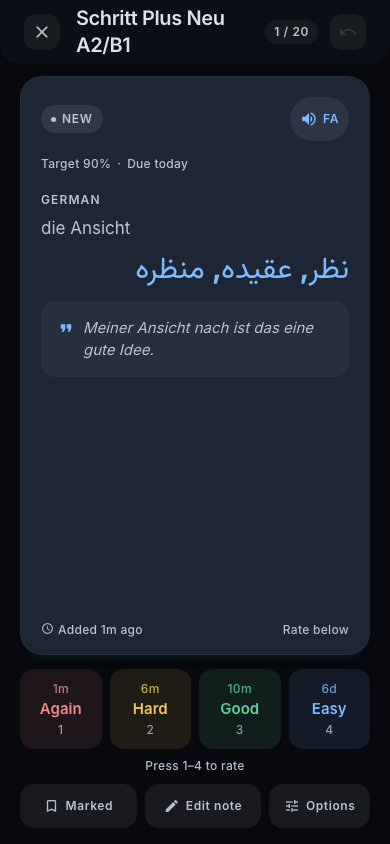 Schritt Plus Neu
A2/B1
1 / 20
NEW
FA
Target 90% · Due today
GERMAN
die Ansicht
نظر, عقیده, منظره
Meiner Ansicht nach ist das eine
gute Idee.
Added 1m ago
Rate below
1m
Again
1
6m
Hard
2
10m
Good
3
6d
Easy
4
Press 1–4 to rate
Marked
Edit note
Options